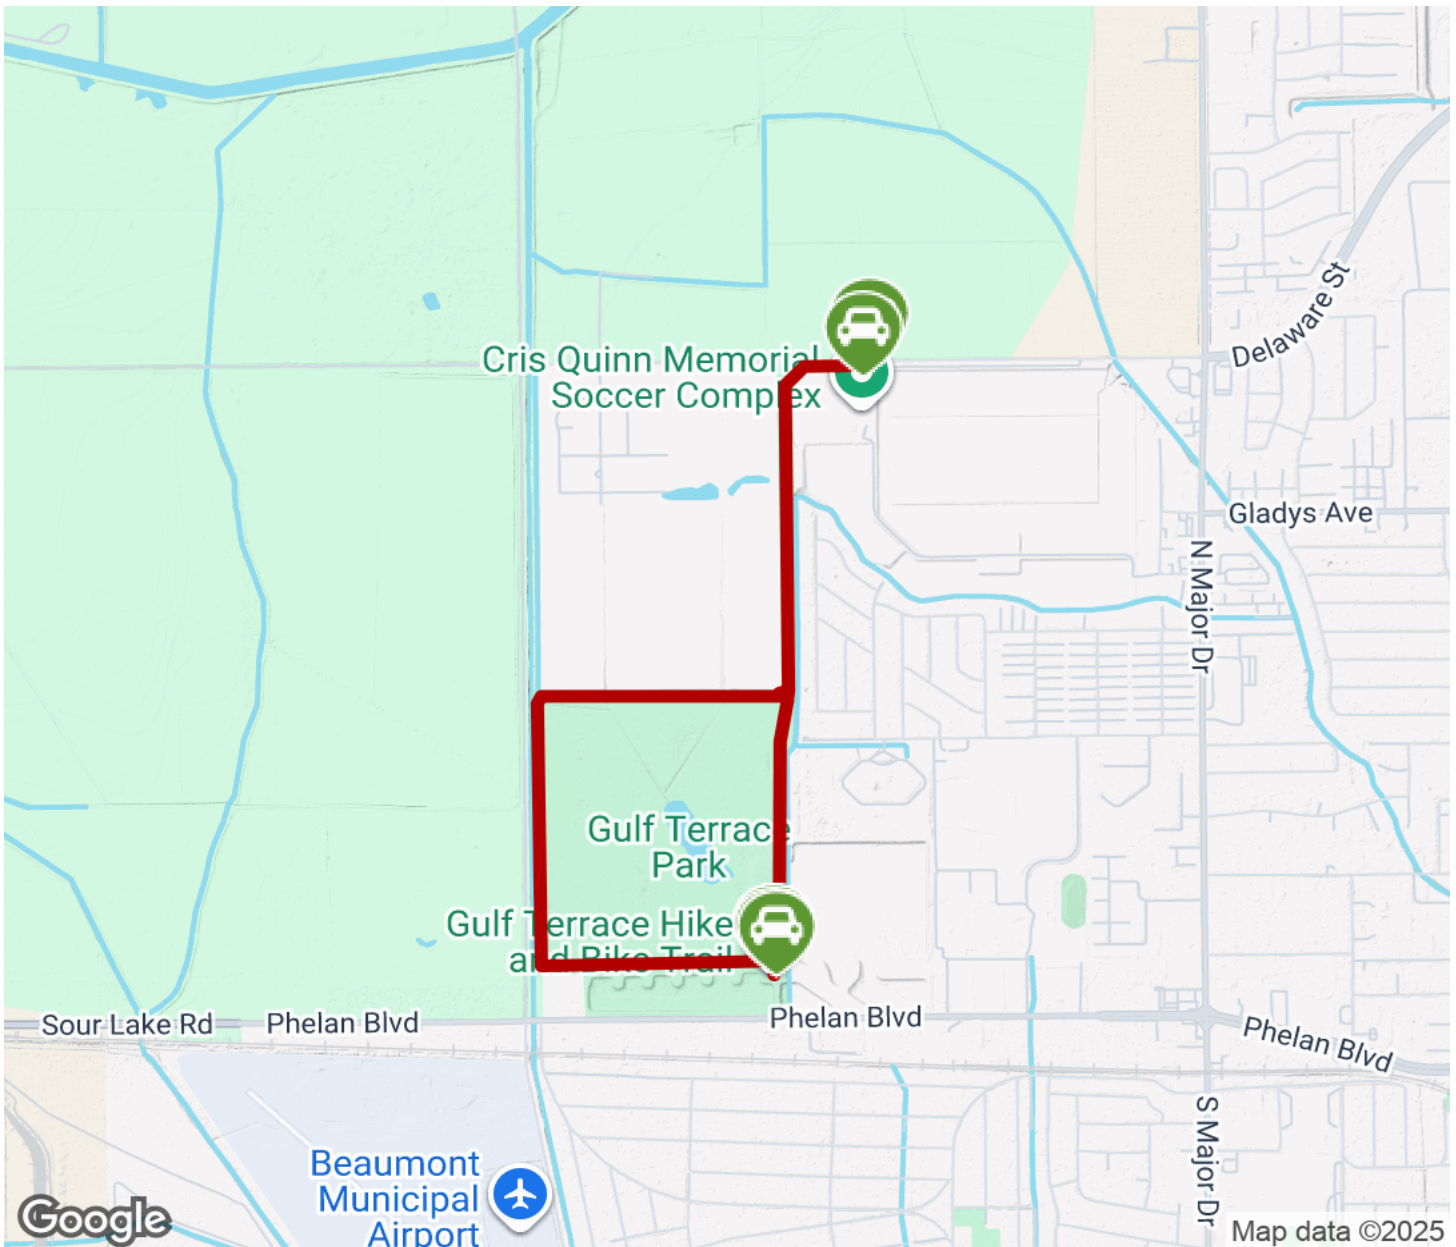 Delaware St
Cris Quinn Memorial
Soccer Complex
Gladys Ave
N Major Dr
Gulf Terrace
Park
Gulf Terrace Hike
and Bike Trail
Sour Lake Rd
Phelan Blvd
Phelan Blvd
Phelan Blvd
S Major Dr
Beaumont
Municipal
Airport
Google
Map data ©2025